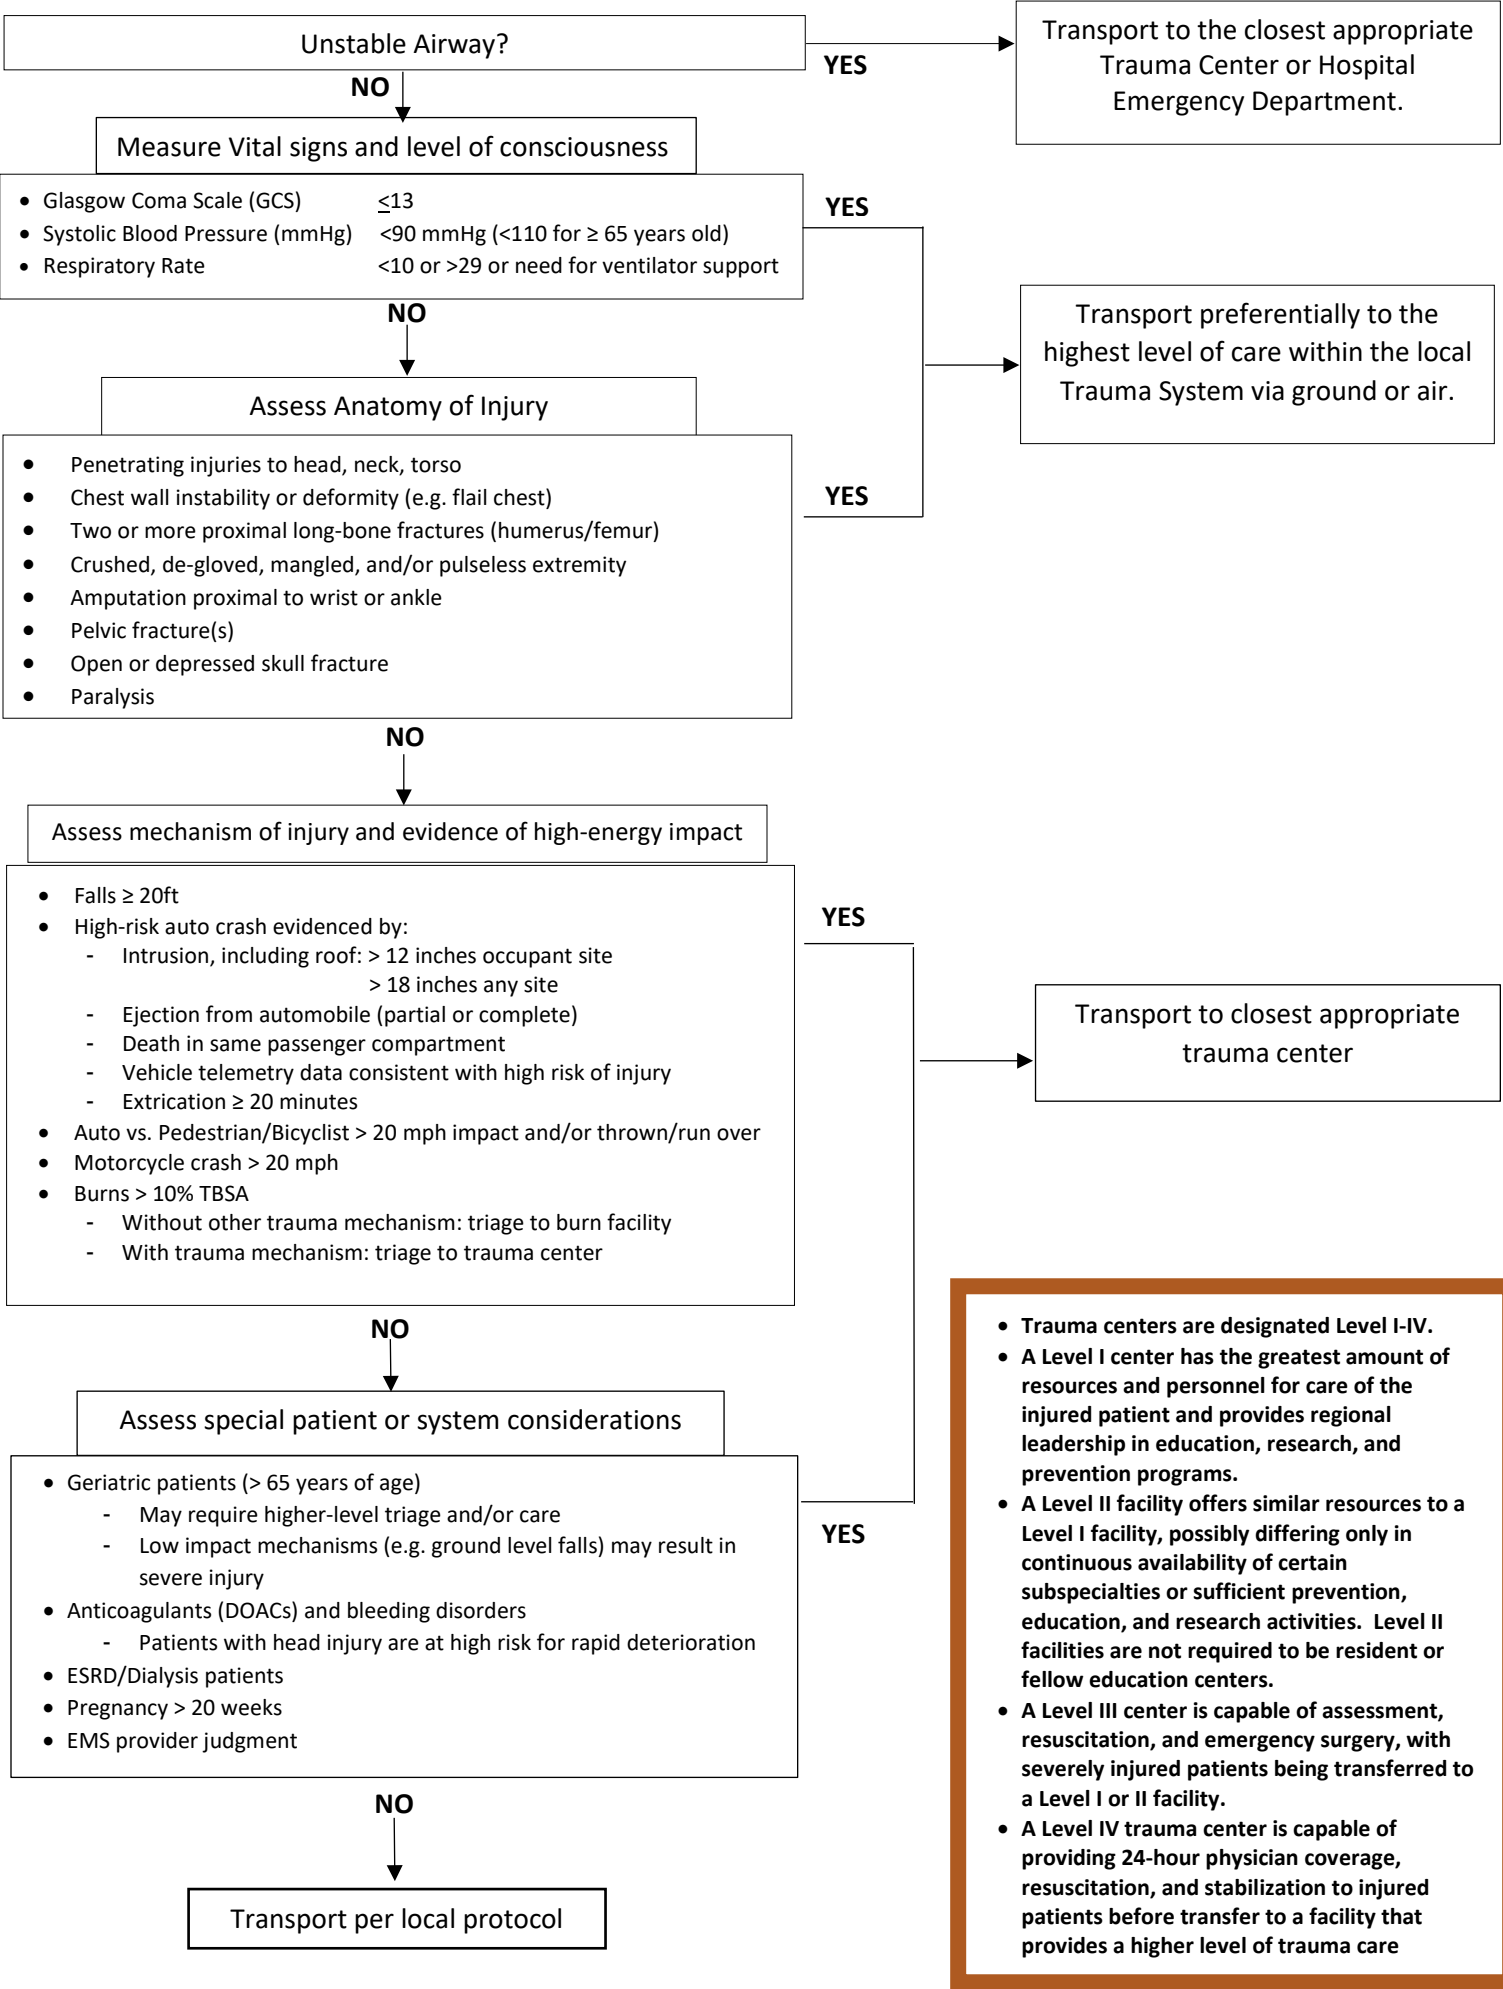 Unstable Airway?
YES
Transport to the closest appropriate
Trauma Center or Hospital
Emergency Department.
NO
Measure Vital signs and level of consciousness
• Glasgow Coma Scale (GCS) ≤13
• Systolic Blood Pressure (mmHg) <90 mmHg (<110 for ≥ 65 years old)
• Respiratory Rate <10 or >29 or need for ventilator support
YES
NO
Transport preferentially to the
highest level of care within the local
Trauma System via ground or air.
Assess Anatomy of Injury
• Penetrating injuries to head, neck, torso
• Chest wall instability or deformity (e.g. flail chest)
• Two or more proximal long-bone fractures (humerus/femur)
• Crushed, de-gloved, mangled, and/or pulseless extremity
• Amputation proximal to wrist or ankle
• Pelvic fracture(s)
• Open or depressed skull fracture
• Paralysis
YES
NO
Assess mechanism of injury and evidence of high-energy impact
• Falls ≥ 20ft
• High-risk auto crash evidenced by:
- Intrusion, including roof: > 12 inches occupant site
> 18 inches any site
- Ejection from automobile (partial or complete)
- Death in same passenger compartment
- Vehicle telemetry data consistent with high risk of injury
- Extrication ≥ 20 minutes
• Auto vs. Pedestrian/Bicyclist > 20 mph impact and/or thrown/run over
• Motorcycle crash > 20 mph
• Burns > 10% TBSA
- Without other trauma mechanism: triage to burn facility
- With trauma mechanism: triage to trauma center
YES
Transport to closest appropriate
trauma center
NO
Assess special patient or system considerations
• Geriatric patients (> 65 years of age)
- May require higher-level triage and/or care
- Low impact mechanisms (e.g. ground level falls) may result in
severe injury
• Anticoagulants (DOACs) and bleeding disorders
- Patients with head injury are at high risk for rapid deterioration
• ESRD/Dialysis patients
• Pregnancy > 20 weeks
• EMS provider judgment
YES
NO
Transport per local protocol
• Trauma centers are designated Level I-IV.
• A Level I center has the greatest amount of
resources and personnel for care of the
injured patient and provides regional
leadership in education, research, and
prevention programs.
• A Level II facility offers similar resources to a
Level I facility, possibly differing only in
continuous availability of certain
subspecialties or sufficient prevention,
education, and research activities.  Level II
facilities are not required to be resident or
fellow education centers.
• A Level III center is capable of assessment,
resuscitation, and emergency surgery, with
severely injured patients being transferred to
a Level I or II facility.
• A Level IV trauma center is capable of
providing 24-hour physician coverage,
resuscitation, and stabilization to injured
patients before transfer to a facility that
provides a higher level of trauma care